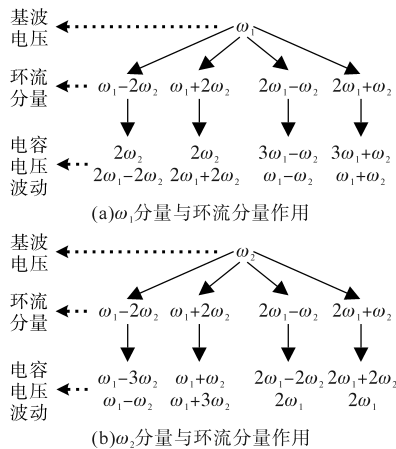 基波 ω₁
电压
环流 ω₁-2ω₂ ω₁+2ω₂ 2ω₁-ω₂ 2ω₁+ω₂
分量
电容 2ω₂ 2ω₂ 3ω₁-ω₂ 3ω₁+ω₂
电压 2ω₁-2ω₂ 2ω₁+2ω₂ ω₁-ω₂ ω₁+ω₂
波动
(a)ω₁分量与环流分量作用
基波 ω₂
电压
环流 ω₁-2ω₂ ω₁+2ω₂ 2ω₁-ω₂ 2ω₁+ω₂
分量
电容 ω₁-3ω₂ ω₁+ω₂ 2ω₁-2ω₂ 2ω₁+2ω₂
电压 ω₁-ω₂ ω₁+3ω₂ 2ω₁ 2ω₁
波动
(b)ω₂分量与环流分量作用